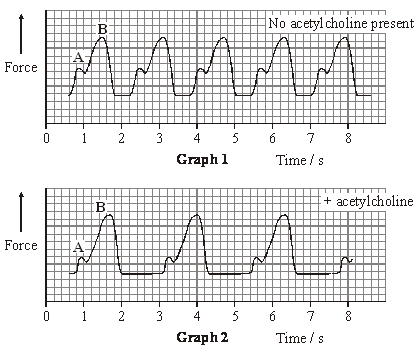 No acetylcholine present
B
A
Force
0 1 2 3 4 5 6 7 8
Graph 1 Time / s
+ acetylcholine
B
A
Force
0 1 2 3 4 5 6 7 8
Graph 2 Time / s